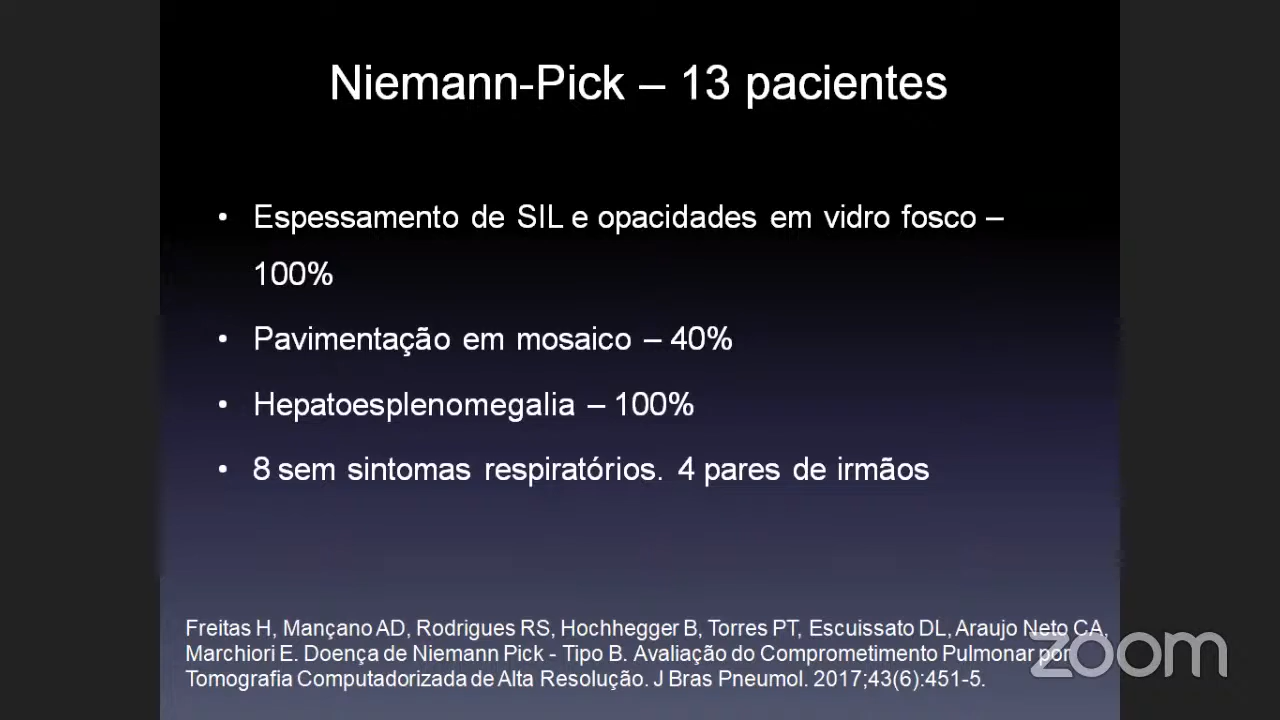 Niemann-Pick – 13 pacientes
• Espessamento de SIL e opacidades em vidro fosco –
100%
• Pavimentação em mosaico – 40%
• Hepatoesplenomegalia – 100%
• 8 sem sintomas respiratórios. 4 pares de irmãos
Freitas H, Mançano AD, Rodrigues RS, Hochhegger B, Torres PT, Escuissato DL, Araujo Neto CA,
Marchiori E. Doença de Niemann Pick - Tipo B. Avaliação do Comprometimento Pulmonar por
Tomografia Computadorizada de Alta Resolução. J Bras Pneumol. 2017;43(6):451-5.
zoom